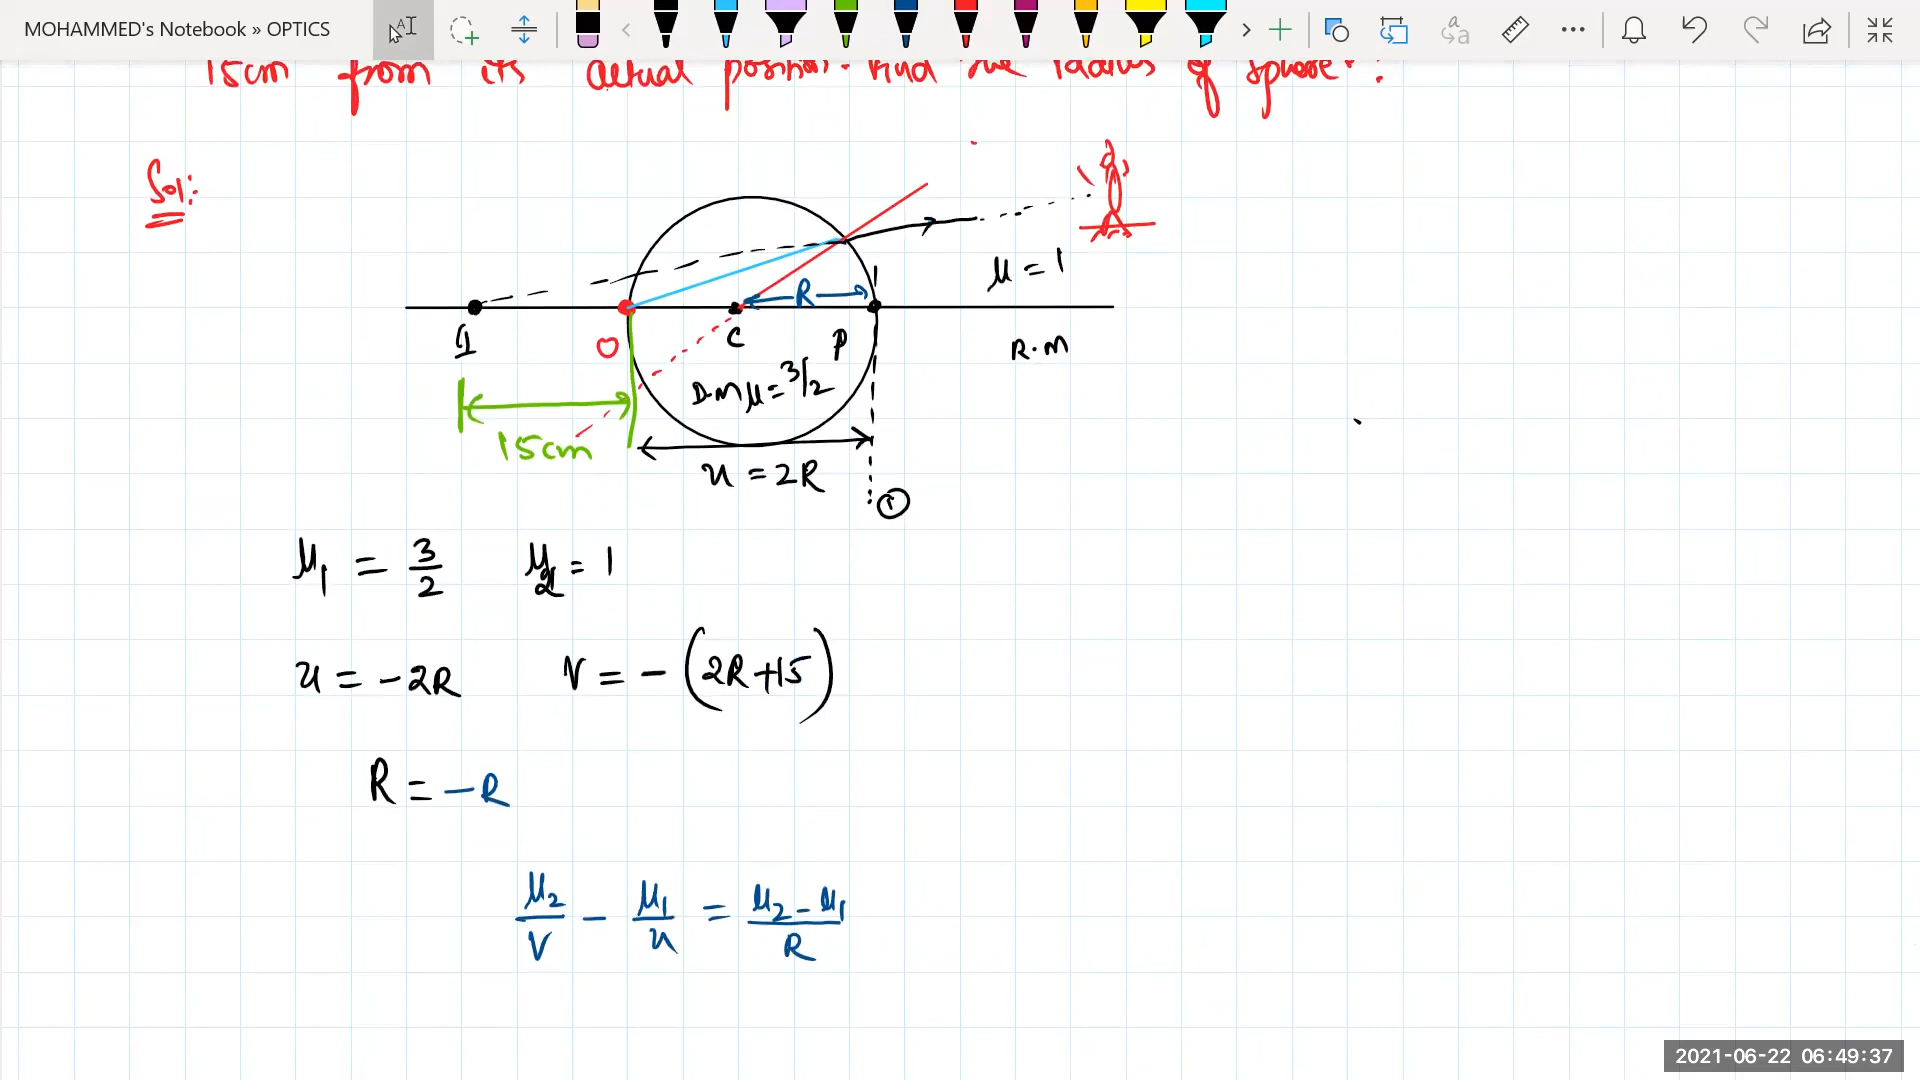 MOHAMMED's Notebook » OPTICS
15cm from its actual position. Find the radius of sphere?
Sol:
μ = 1
R
I
O
C
P
R.M
D.M μ = 3/2
15cm
u = 2R
①
μ₁ = 3/2 μ₂ = 1
u = -2R V = -(2R+15)
R = -R
μ₂/V - μ₁/u = μ₂ - μ₁/R
2021-06-22 06:49:37